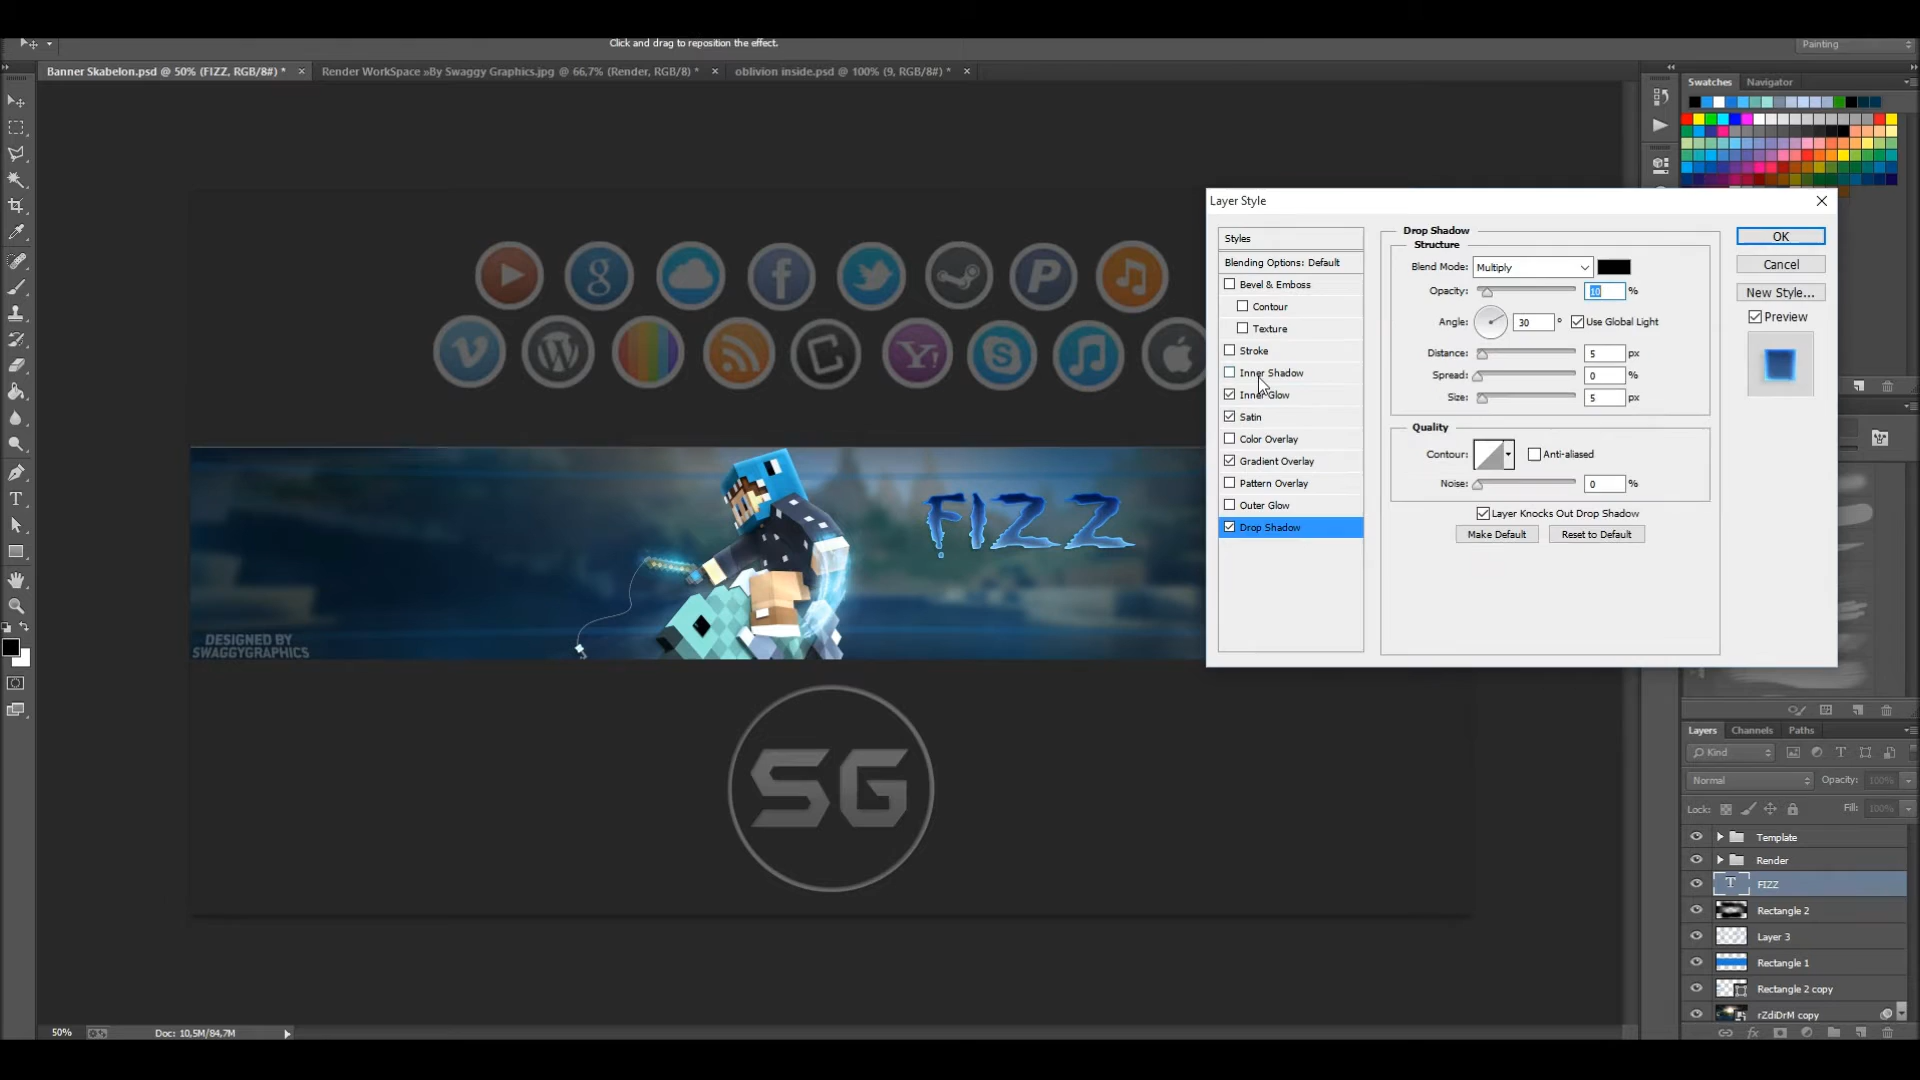 Click and drag to reposition the effect.
Painting
Banner Skabelon.psd @ 50% (FIZZ, RGB/8#) *
Render WorkSpace »By Swaggy Graphics.jpg @ 66,7% (Render, RGB/8) *
oblivion inside.psd @ 100% (9, RGB/8#) *
Swatches
Navigator
Layer Style
Styles
Blending Options: Default
Bevel & Emboss
Contour
Texture
Stroke
Inner Shadow
Inner Glow
Satin
Color Overlay
Gradient Overlay
Pattern Overlay
Outer Glow
Drop Shadow
Drop Shadow
Structure
Blend Mode: Multiply
Opacity: 10 %
Angle: 30 ° Use Global Light
Distance: 5 px
Spread: 0 %
Size: 5 px
Quality
Contour: Anti-aliased
Noise: 0 %
Layer Knocks Out Drop Shadow
Make Default Reset to Default
OK
Cancel
New Style...
Preview
FIZZ
DESIGNED BY
SWAGGYGRAPHICS
SG
Layers Channels Paths
Kind
Normal Opacity: 100%
Lock: Fill: 100%
Template
Render
FIZZ
Rectangle 2
Layer 3
Rectangle 1
Rectangle 2 copy
rZdiDrM copy
50% Doc: 10,5M/84,7M